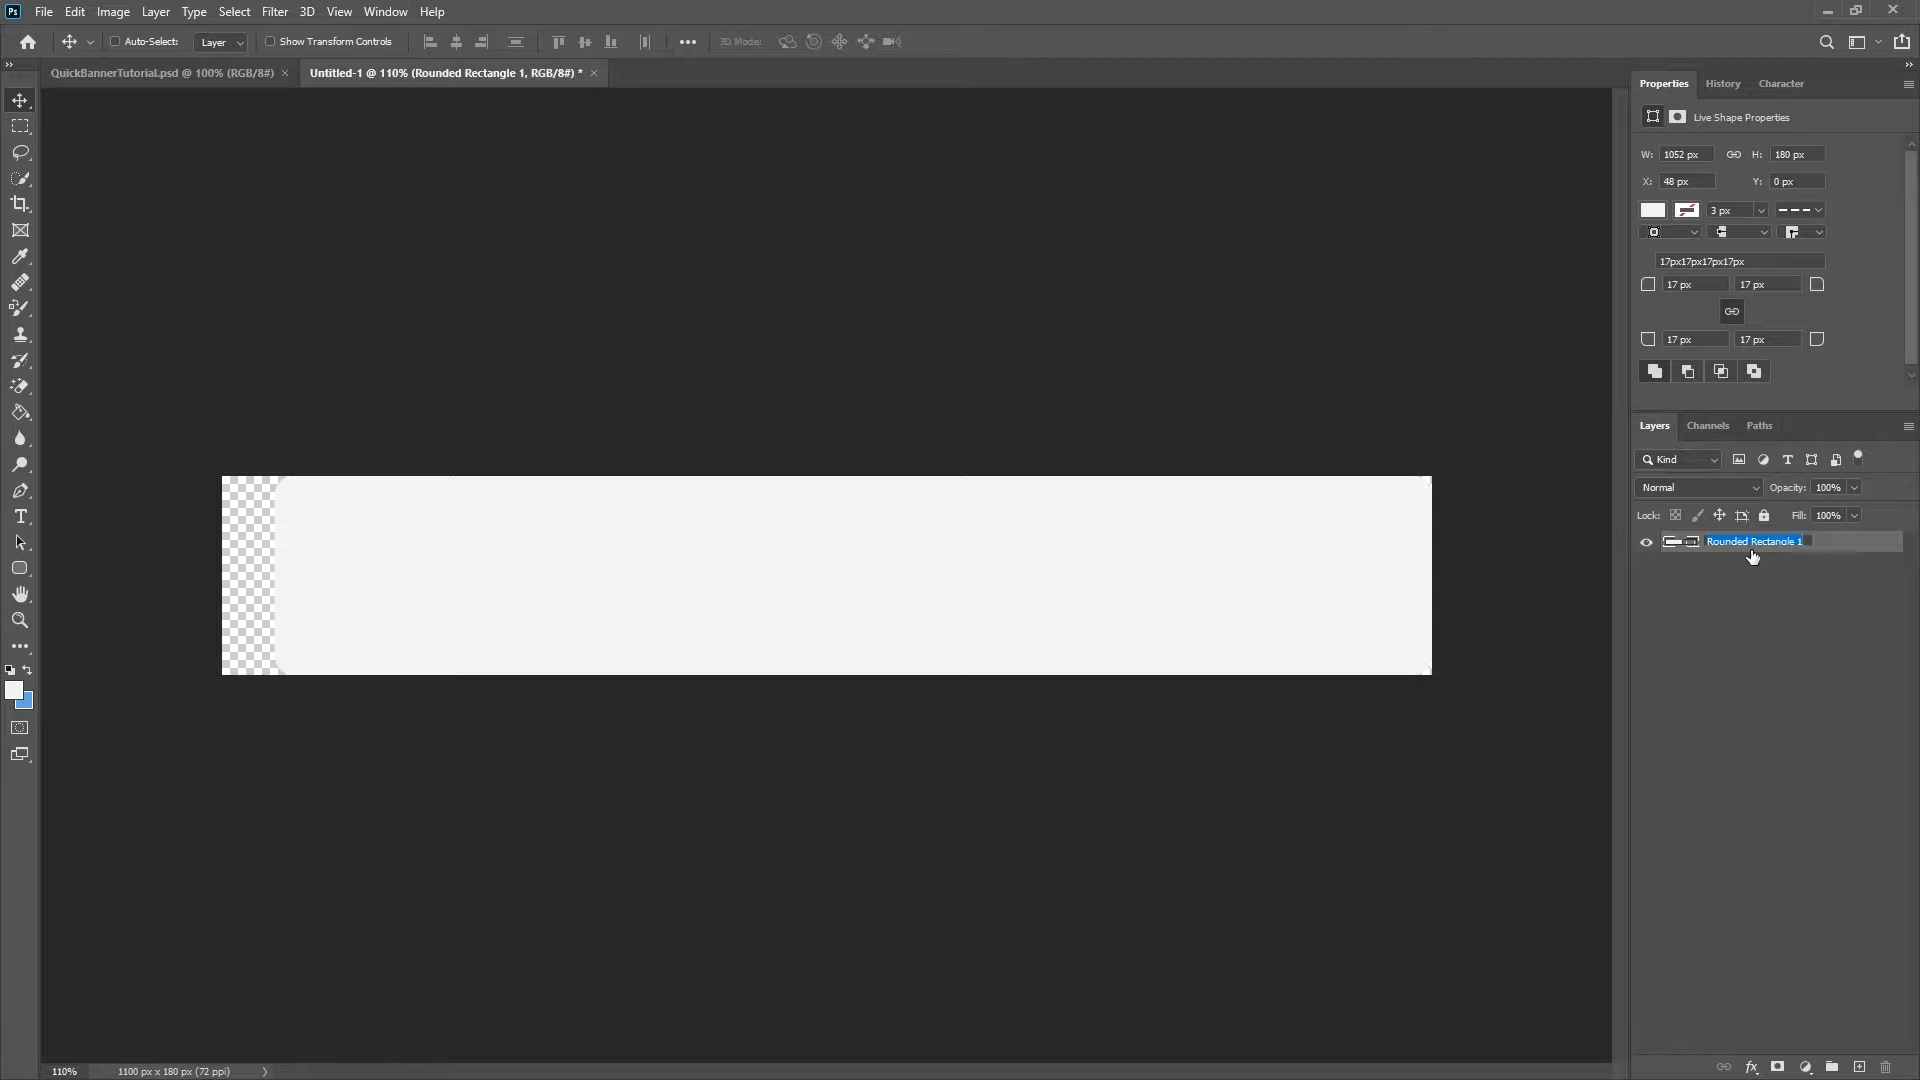 Ps File Edit Image Layer Type Select Filter 3D View Window Help
Auto-Select: Layer Show Transform Controls 3D Mode:
QuickBannerTutorial.psd @ 100% (RGB/8#) × Untitled-1 @ 110% (Rounded Rectangle 1, RGB/8#) * ×
Properties History Character
Live Shape Properties
W: 1052 px H: 180 px
X: 48 px Y: 0 px
3 px
17px17px17px17px
17 px 17 px
17 px 17 px
Layers Channels Paths
Kind
Normal Opacity: 100%
Lock: Fill: 100%
Rounded Rectangle 1
110% 1100 px x 180 px (72 ppi)